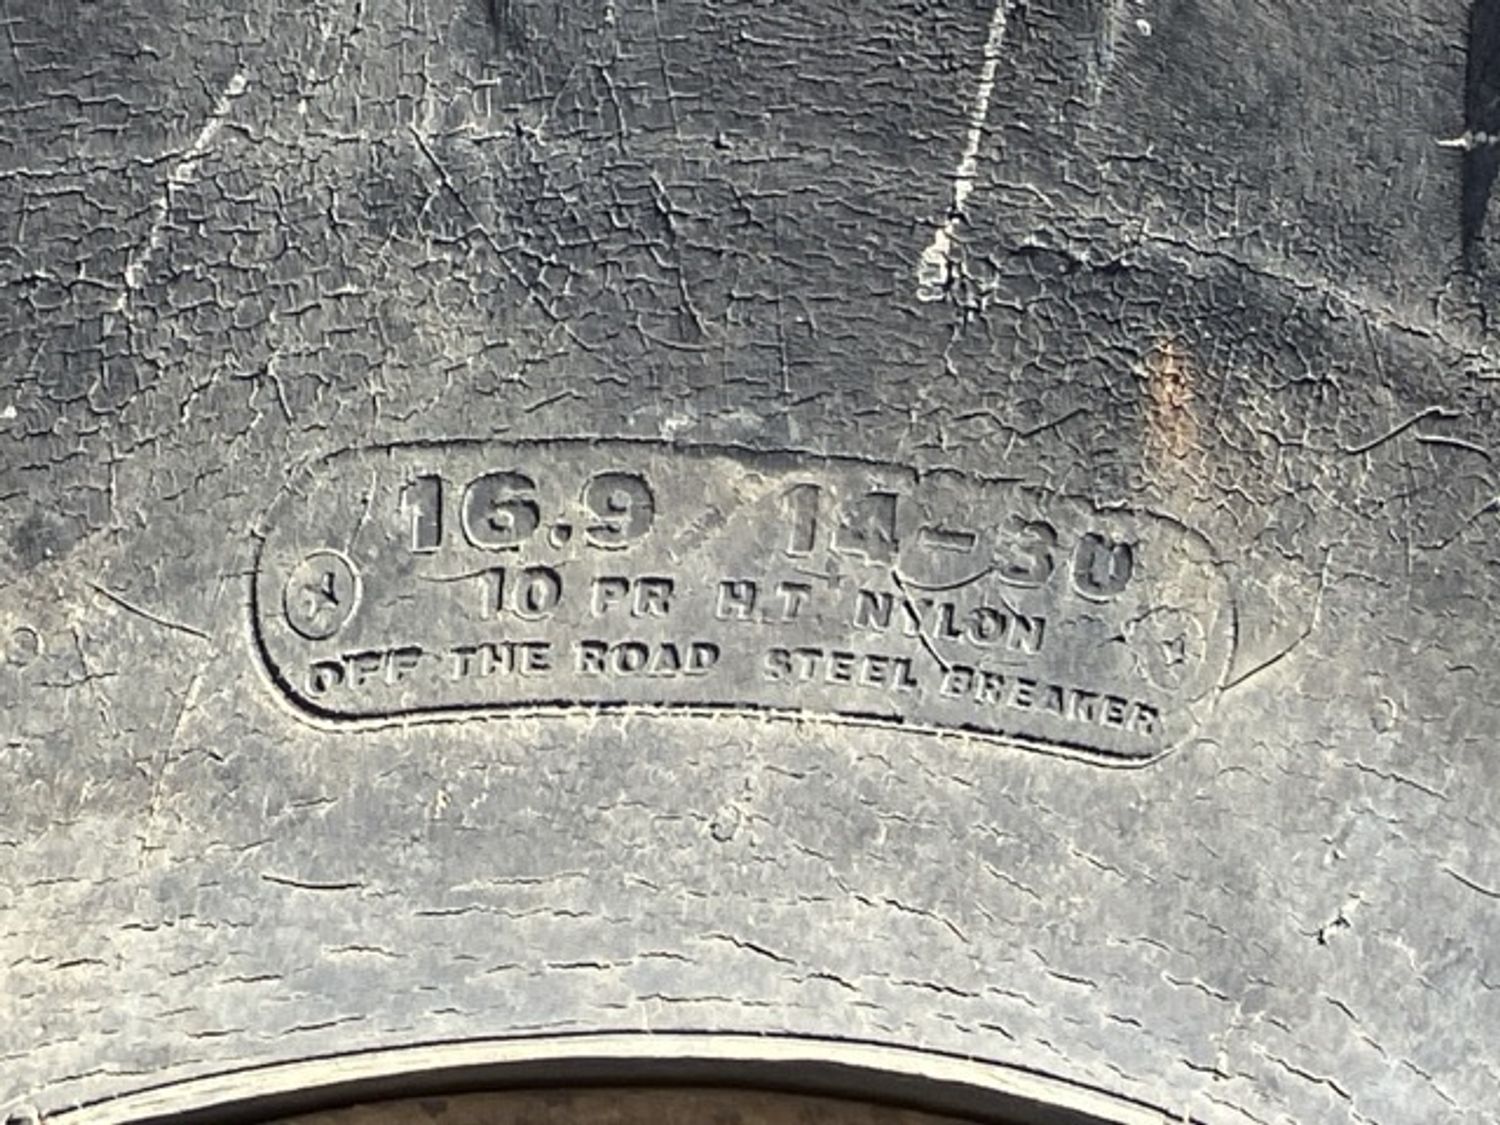 16.9 14-30
10 PR H.T NYLON
OFF THE ROAD STEEL BREAKER